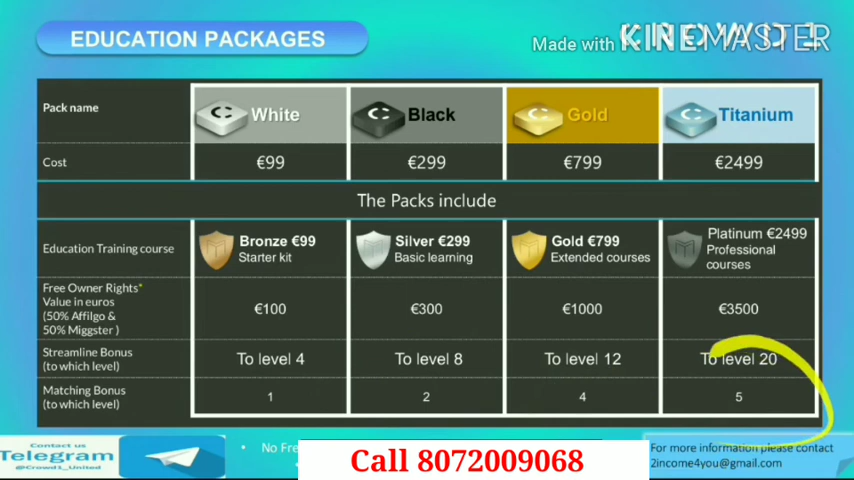 EDUCATION PACKAGES
Made with KINEMASTER
Pack name
White
Black
Gold
Titanium
Cost
€99
€299
€799
€2499
The Packs include
Education Training course
Bronze €99
Starter kit
Silver €299
Basic learning
Gold €799
Extended courses
Platinum €2499
Professional
courses
Free Owner Rights*
Value in euros
(50% Affilgo &
50% Miggster )
€100
€300
€1000
€3500
Streamline Bonus
(to which level)
To level 4
To level 8
To level 12
To level 20
Matching Bonus
(to which level)
1
2
4
5
Contact us
Telegram
@Crowd1_United
• No Fre
Call 8072009068
For more information please contact
2income4you@gmail.com